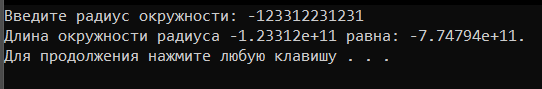 Введите радиус окружности: -123312231231
Длина окружности радиуса -1.23312e+11 равна: -7.74794e+11.
Для продолжения нажмите любую клавишу . . .